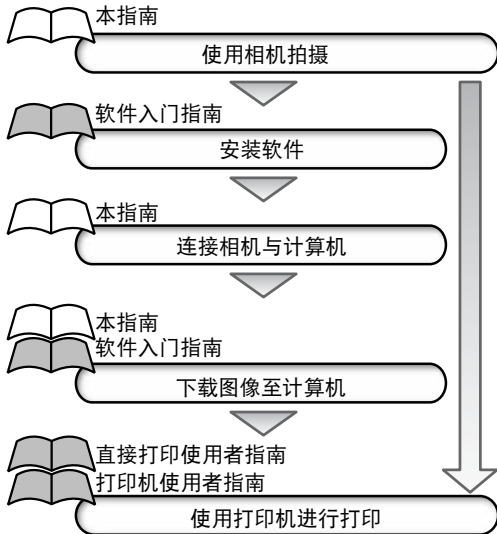 本指南
使用相机拍摄
软件入门指南
安装软件
本指南
连接相机与计算机
本指南
软件入门指南
下载图像至计算机
直接打印使用者指南
打印机使用者指南
使用打印机进行打印